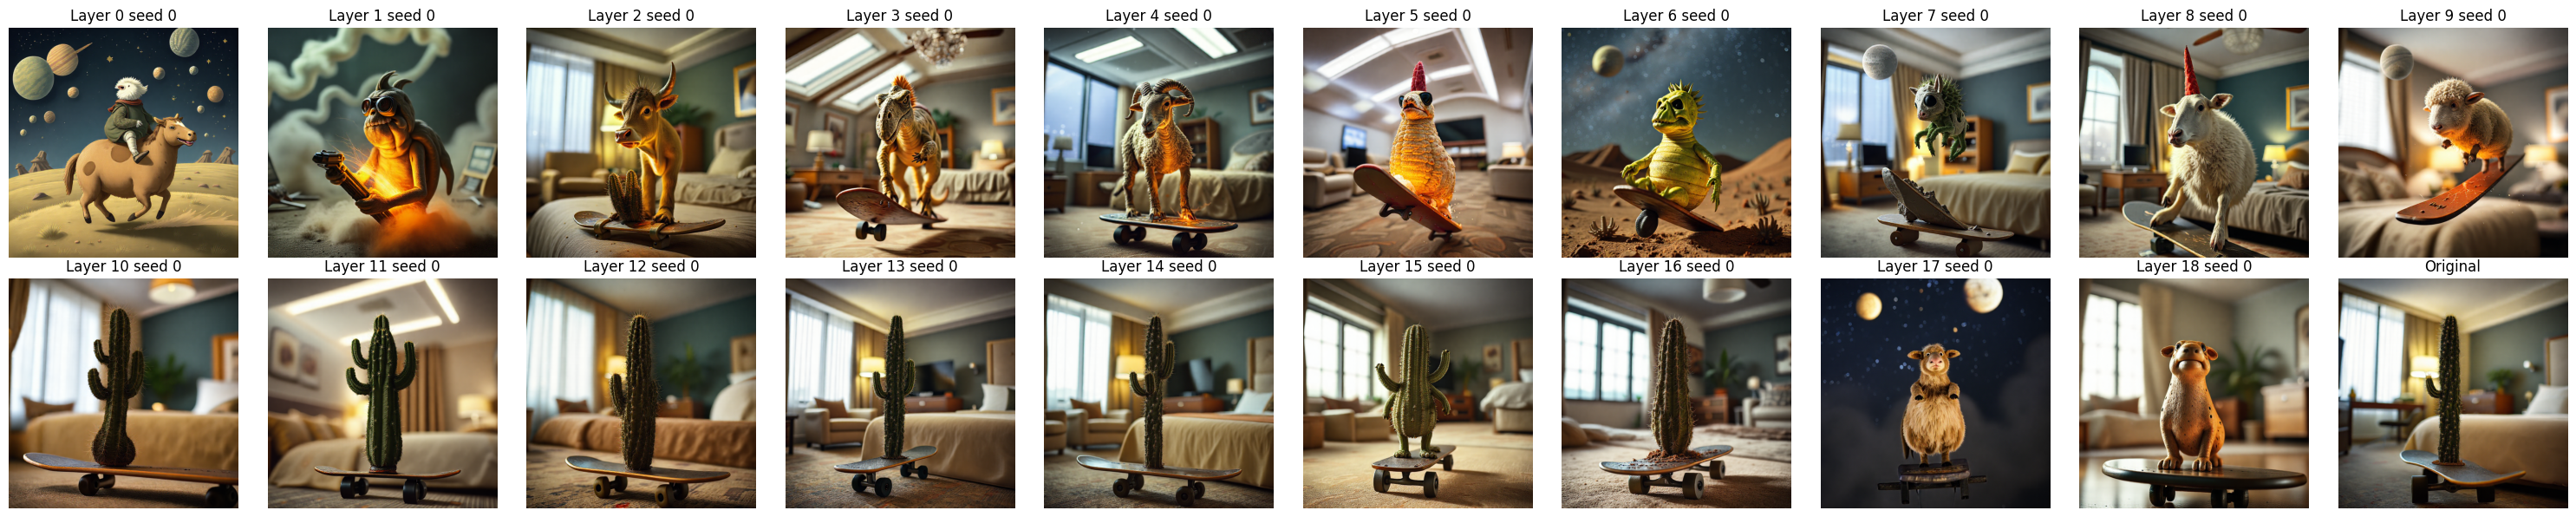 Layer 0 seed 0
Layer 1 seed 0
Layer 2 seed 0
Layer 3 seed 0
Layer 4 seed 0
Layer 5 seed 0
Layer 6 seed 0
Layer 7 seed 0
Layer 8 seed 0
Layer 9 seed 0
Layer 10 seed 0
Layer 11 seed 0
Layer 12 seed 0
Layer 13 seed 0
Layer 14 seed 0
Layer 15 seed 0
Layer 16 seed 0
Layer 17 seed 0
Layer 18 seed 0
Original